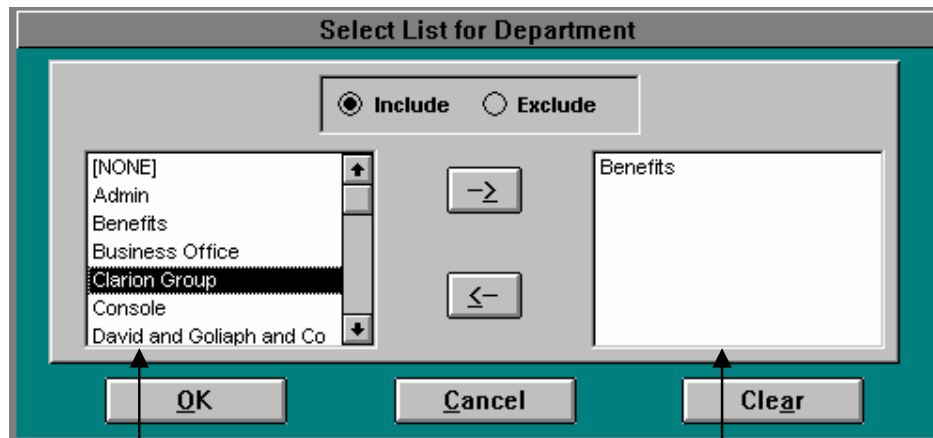 Select List for Department
Include Exclude
[NONE]
Admin
Benefits
Business Office
Clarion Group
Console
David and Goliaph and Co
->
<-
Benefits
OK Cancel Clear